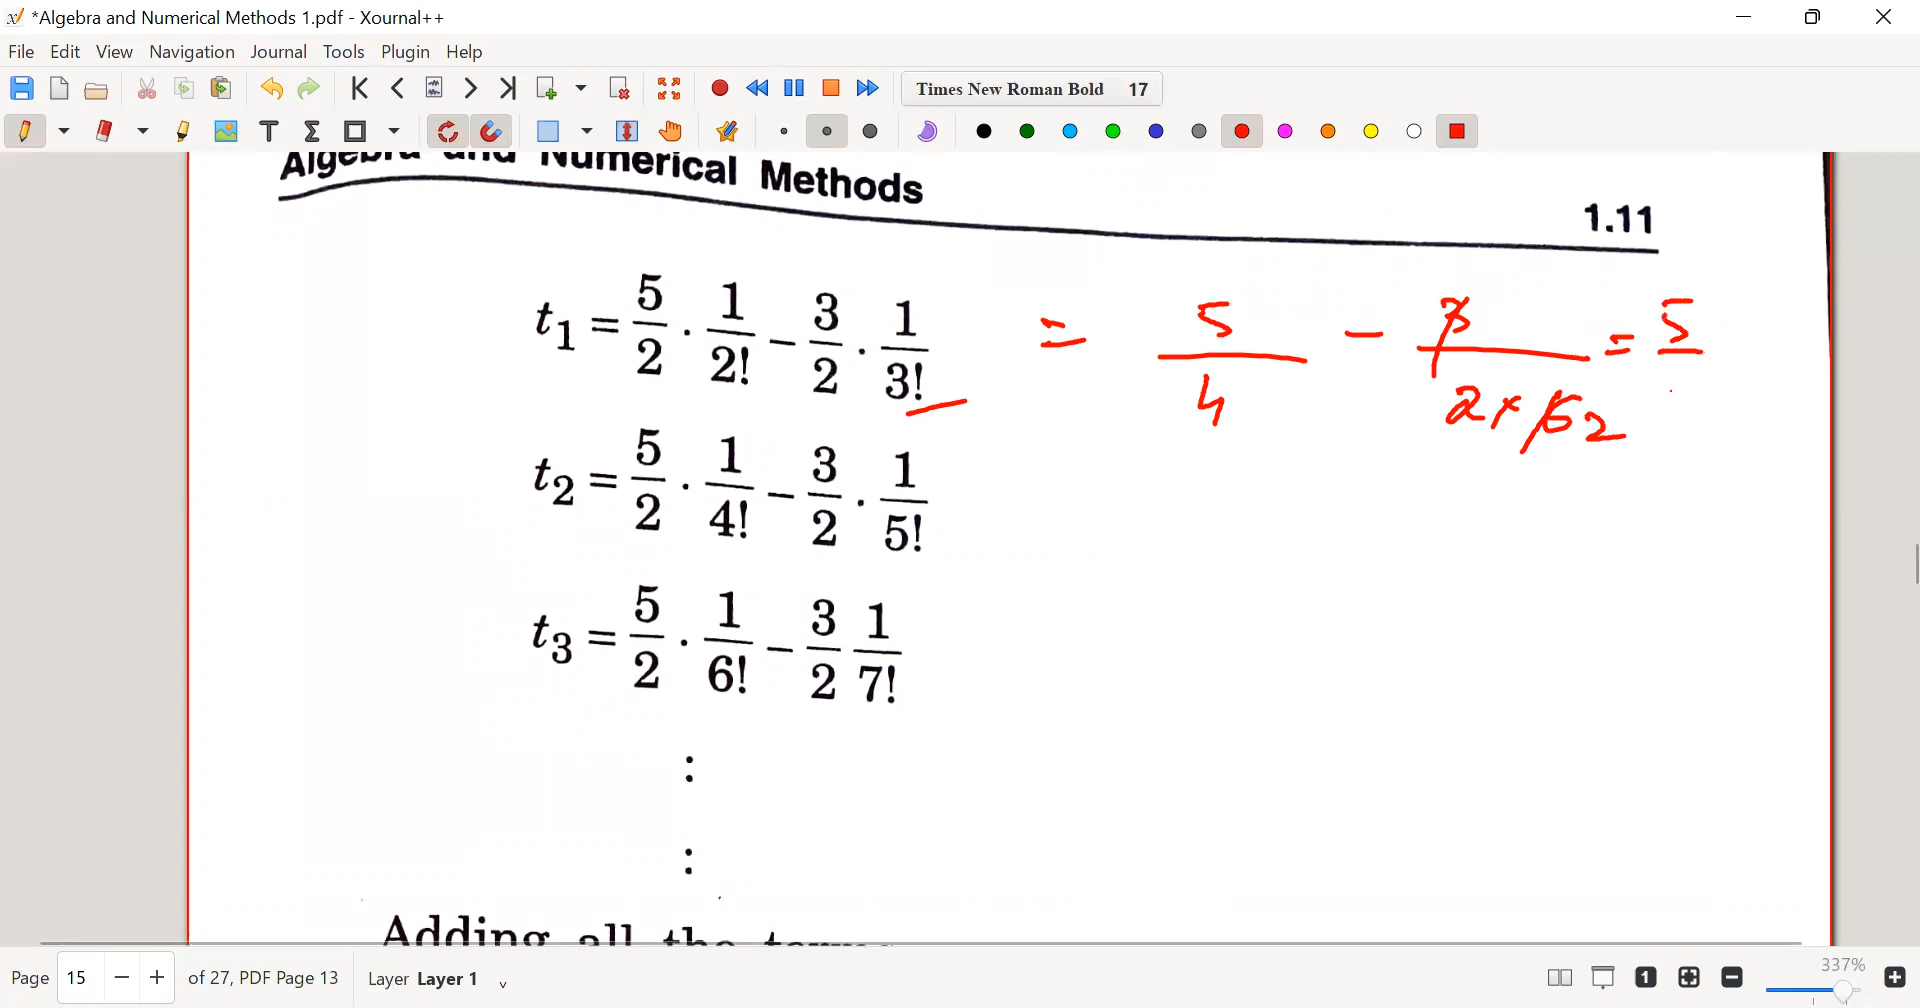 *Algebra and Numerical Methods 1.pdf - Xournal++
File Edit View Navigation Journal Tools Plugin Help
Times New Roman Bold 17
Algebra and Numerical Methods
1.11
t₁ = 5/2 · 1/2! − 3/2 · 1/3! = 5/4 − 3/(2×6 2) = 5
t₂ = 5/2 · 1/4! − 3/2 · 1/5!
t₃ = 5/2 · 1/6! − 3/2 1/7!
:
:
Adding all the terms
Page 15 of 27, PDF Page 13 Layer Layer 1 337%